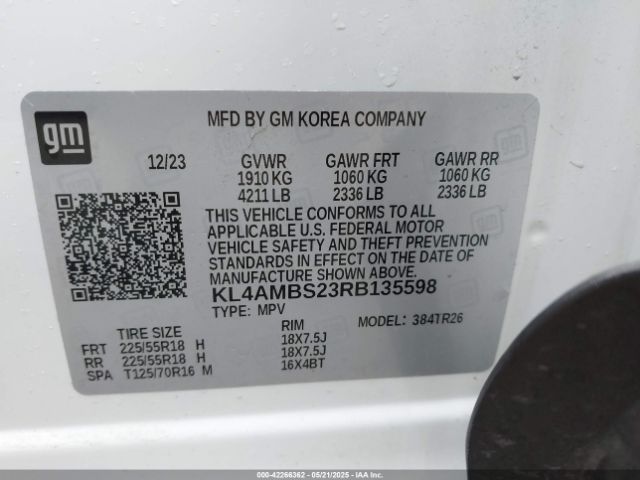 gm
MFD BY GM KOREA COMPANY
12/23 GVWR GAWR FRT GAWR RR
1910 KG 1060 KG 1060 KG
4211 LB 2336 LB 2336 LB
THIS VEHICLE CONFORMS TO ALL
APPLICABLE U.S. FEDERAL MOTOR
VEHICLE SAFETY AND THEFT PREVENTION
STANDARDS IN EFFECT ON THE DATE OF
MANUFACTURE SHOWN ABOVE.
KL4AMBS23RB135598
TYPE: MPV MODEL: 384TR26
TIRE SIZE RIM
FRT 225/55R18 H 18X7.5J
RR 225/55R18 H 18X7.5J
SPA T125/70R16 M 16X4BT
000-42266362 - 05/21/2025 - IAAI.com